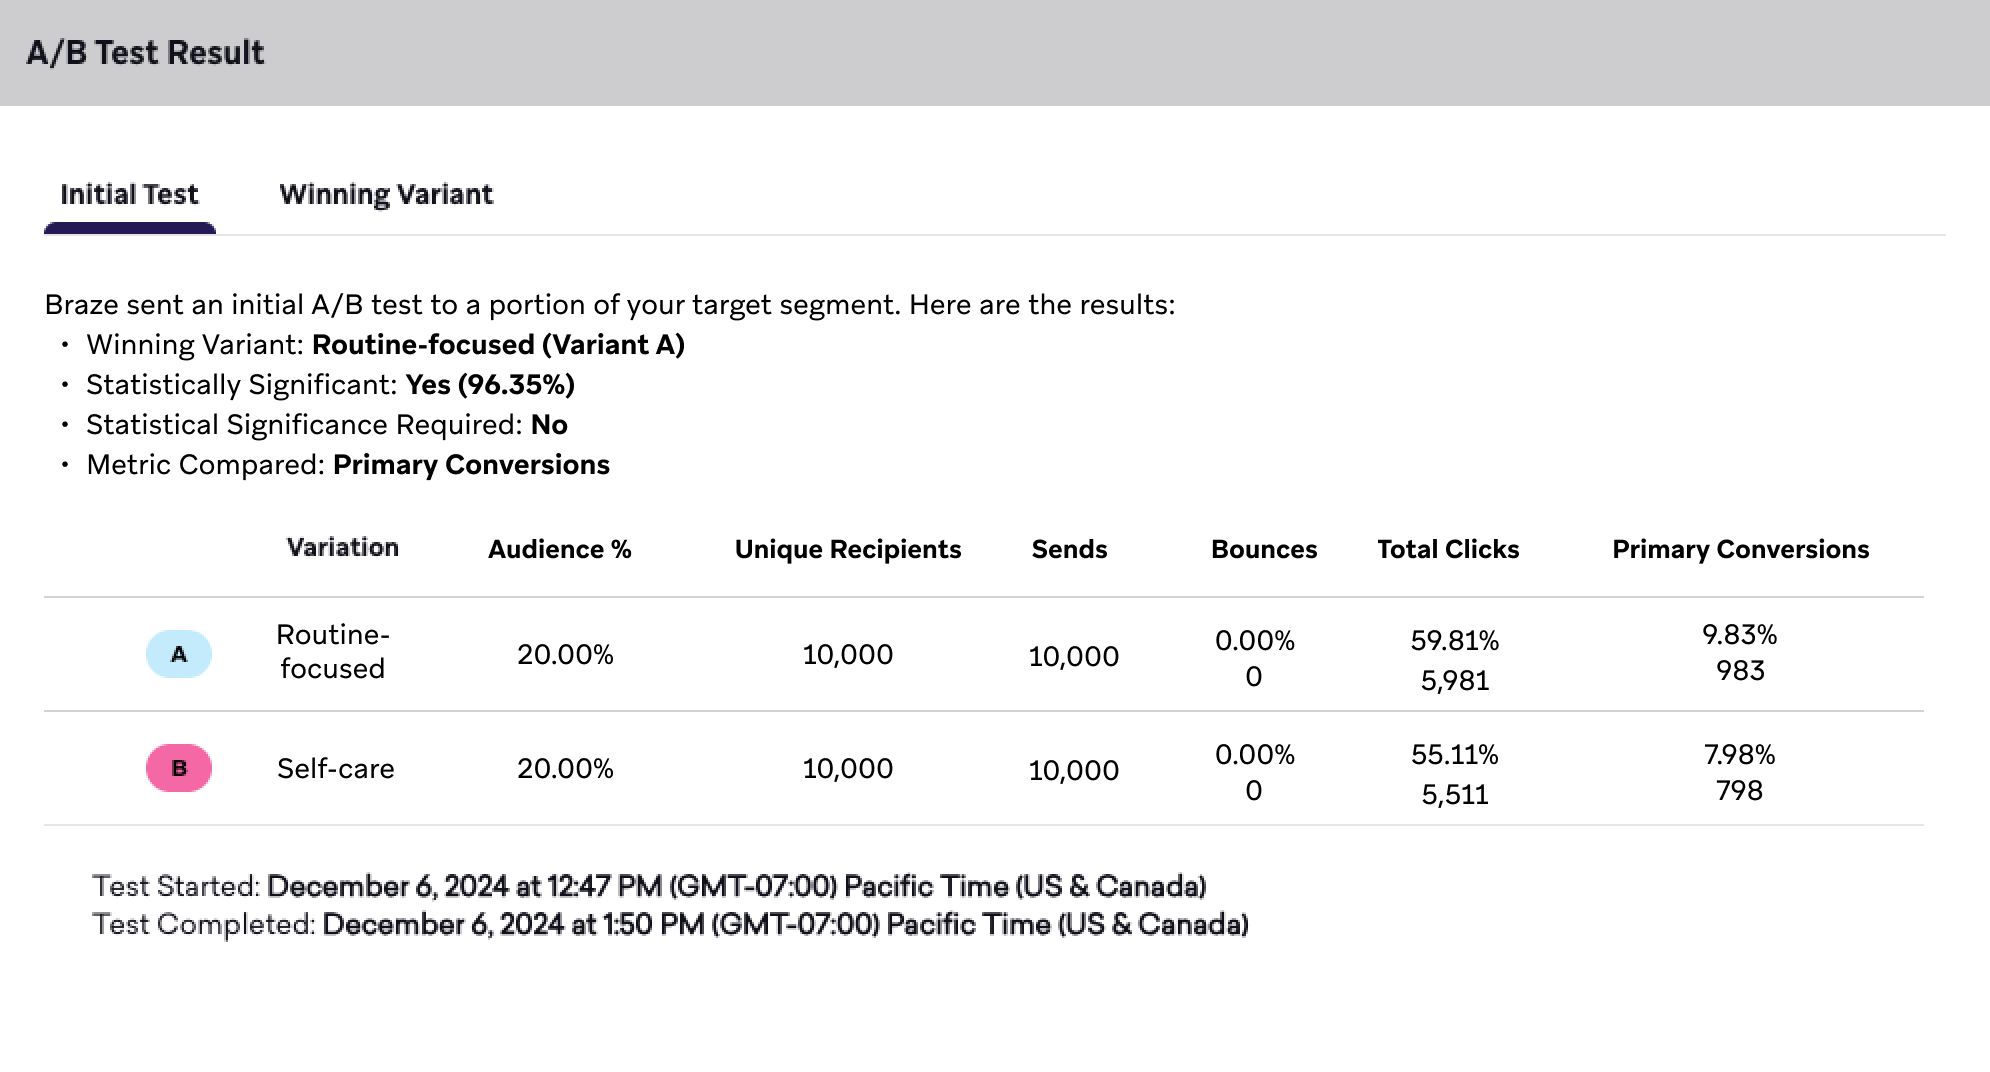 A/B Test Result
Initial Test
Winning Variant
Braze sent an initial A/B test to a portion of your target segment. Here are the results:
• Winning Variant: Routine-focused (Variant A)
• Statistically Significant: Yes (96.35%)
• Statistical Significance Required: No
• Metric Compared: Primary Conversions
Variation Audience % Unique Recipients Sends Bounces Total Clicks Primary Conversions
A
Routine-
focused
20.00%
10,000
10,000
0.00%
0
59.81%
5,981
9.83%
983
B
Self-care
20.00%
10,000
10,000
0.00%
0
55.11%
5,511
7.98%
798
Test Started: December 6, 2024 at 12:47 PM (GMT-07:00) Pacific Time (US & Canada)
Test Completed: December 6, 2024 at 1:50 PM (GMT-07:00) Pacific Time (US & Canada)